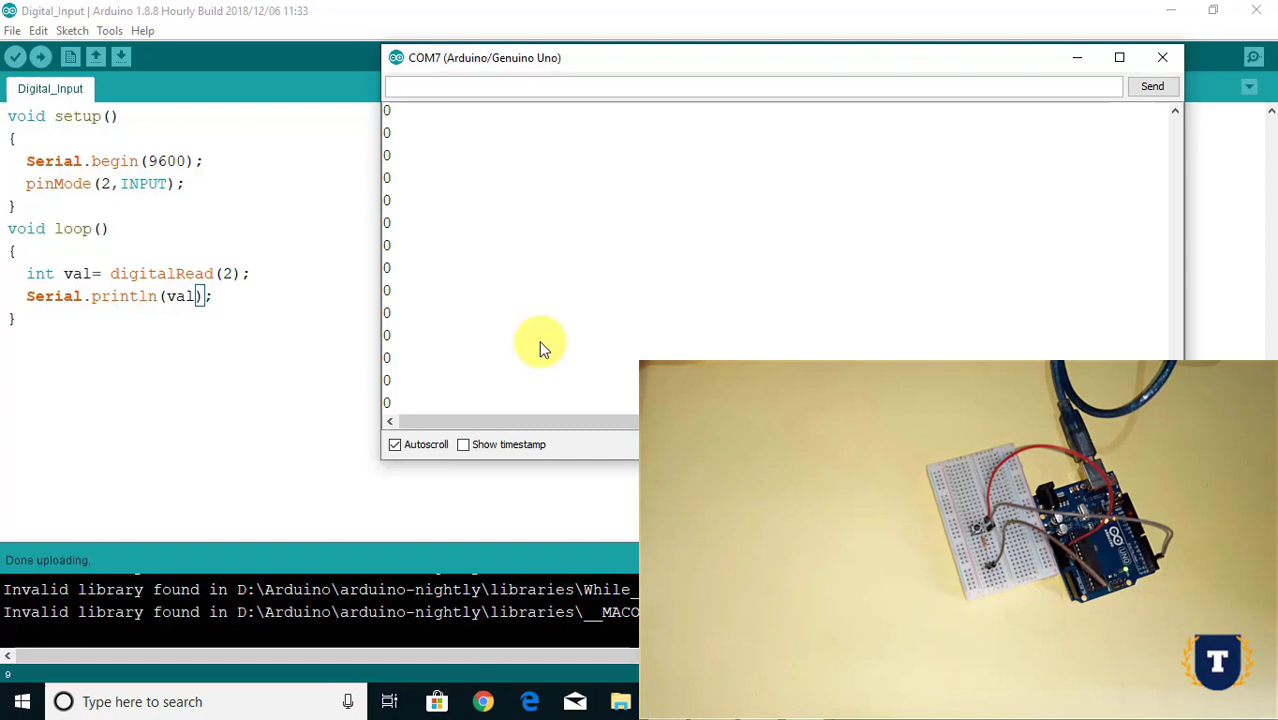 Digital_Input | Arduino 1.8.8 Hourly Build 2018/12/06 11:33
File Edit Sketch Tools Help
COM7 (Arduino/Genuino Uno)
Send
Digital_Input
void setup()
{
Serial.begin(9600);
pinMode(2,INPUT);
}
void loop()
{
int val= digitalRead(2);
Serial.println(val);
}
0
0
0
0
0
0
0
0
0
0
0
0
0
0
Autoscroll
Show timestamp
Done uploading.
Invalid library found in D:\Arduino\arduino-nightly\libraries\While_
Invalid library found in D:\Arduino\arduino-nightly\libraries\__MACO
9
Type here to search
ARDUINO
UNO
T